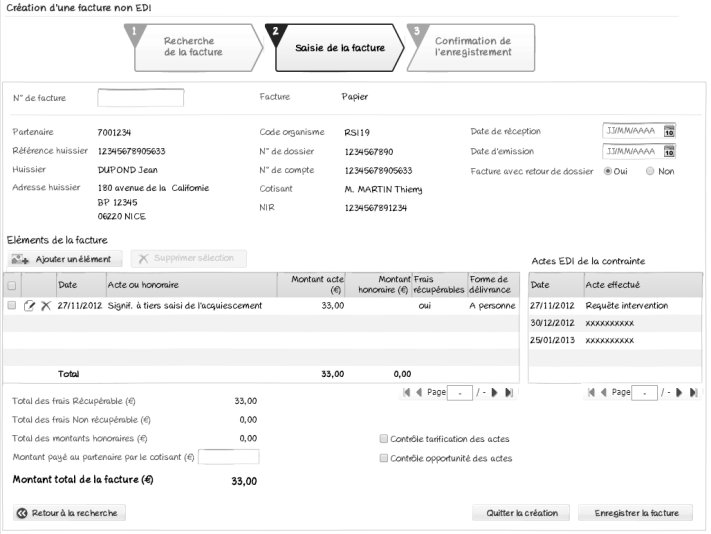 Création d'une facture non EDI
1 Recherche de la facture
2 Saisie de la facture
3 Confirmation de l'enregistrement
N° de facture Facture Papier
Partenaire 7001234 Code organisme RSI19 Date de réception JJ/MM/AAAA 10
Référence huissier 12345678905633 N° de dossier 1234567890 Date d'emission JJ/MM/AAAA 10
Huissier DUPOND Jean N° de compte 12345678905633 Facture avec retour de dossier Oui Non
Adresse huissier 180 avenue de la Californie Cotisant M. MARTIN Thierry
BP 12345 NIR 1234567891234
06220 NICE
Eléments de la facture
Ajouter un élément Supprimer sélection Actes EDI de la contrainte
Date Acte ou honoraire Montant acte (€) Montant honoraire (€) Frais récupérables Forme de délivrance Date Acte effectué
27/11/2012 Signif. à tiers saisi de l'acquiescement 33,00 oui A personne 27/11/2012 Requête intervention
30/12/2012 xxxxxxxxxx
25/01/2013 xxxxxxxxxx
Total 33,00 0,00
Page - / - Page - / -
Total des frais Récupérable (€) 33,00
Total des frais Non récupérable (€) 0,00
Total des montants honoraires (€) 0,00 Contrôle tarification des actes
Montant payé au partenaire par le cotisant (€) Contrôle opportunité des actes
Montant total de la facture (€) 33,00
Retour à la recherche Quitter la création Enregistrer la facture